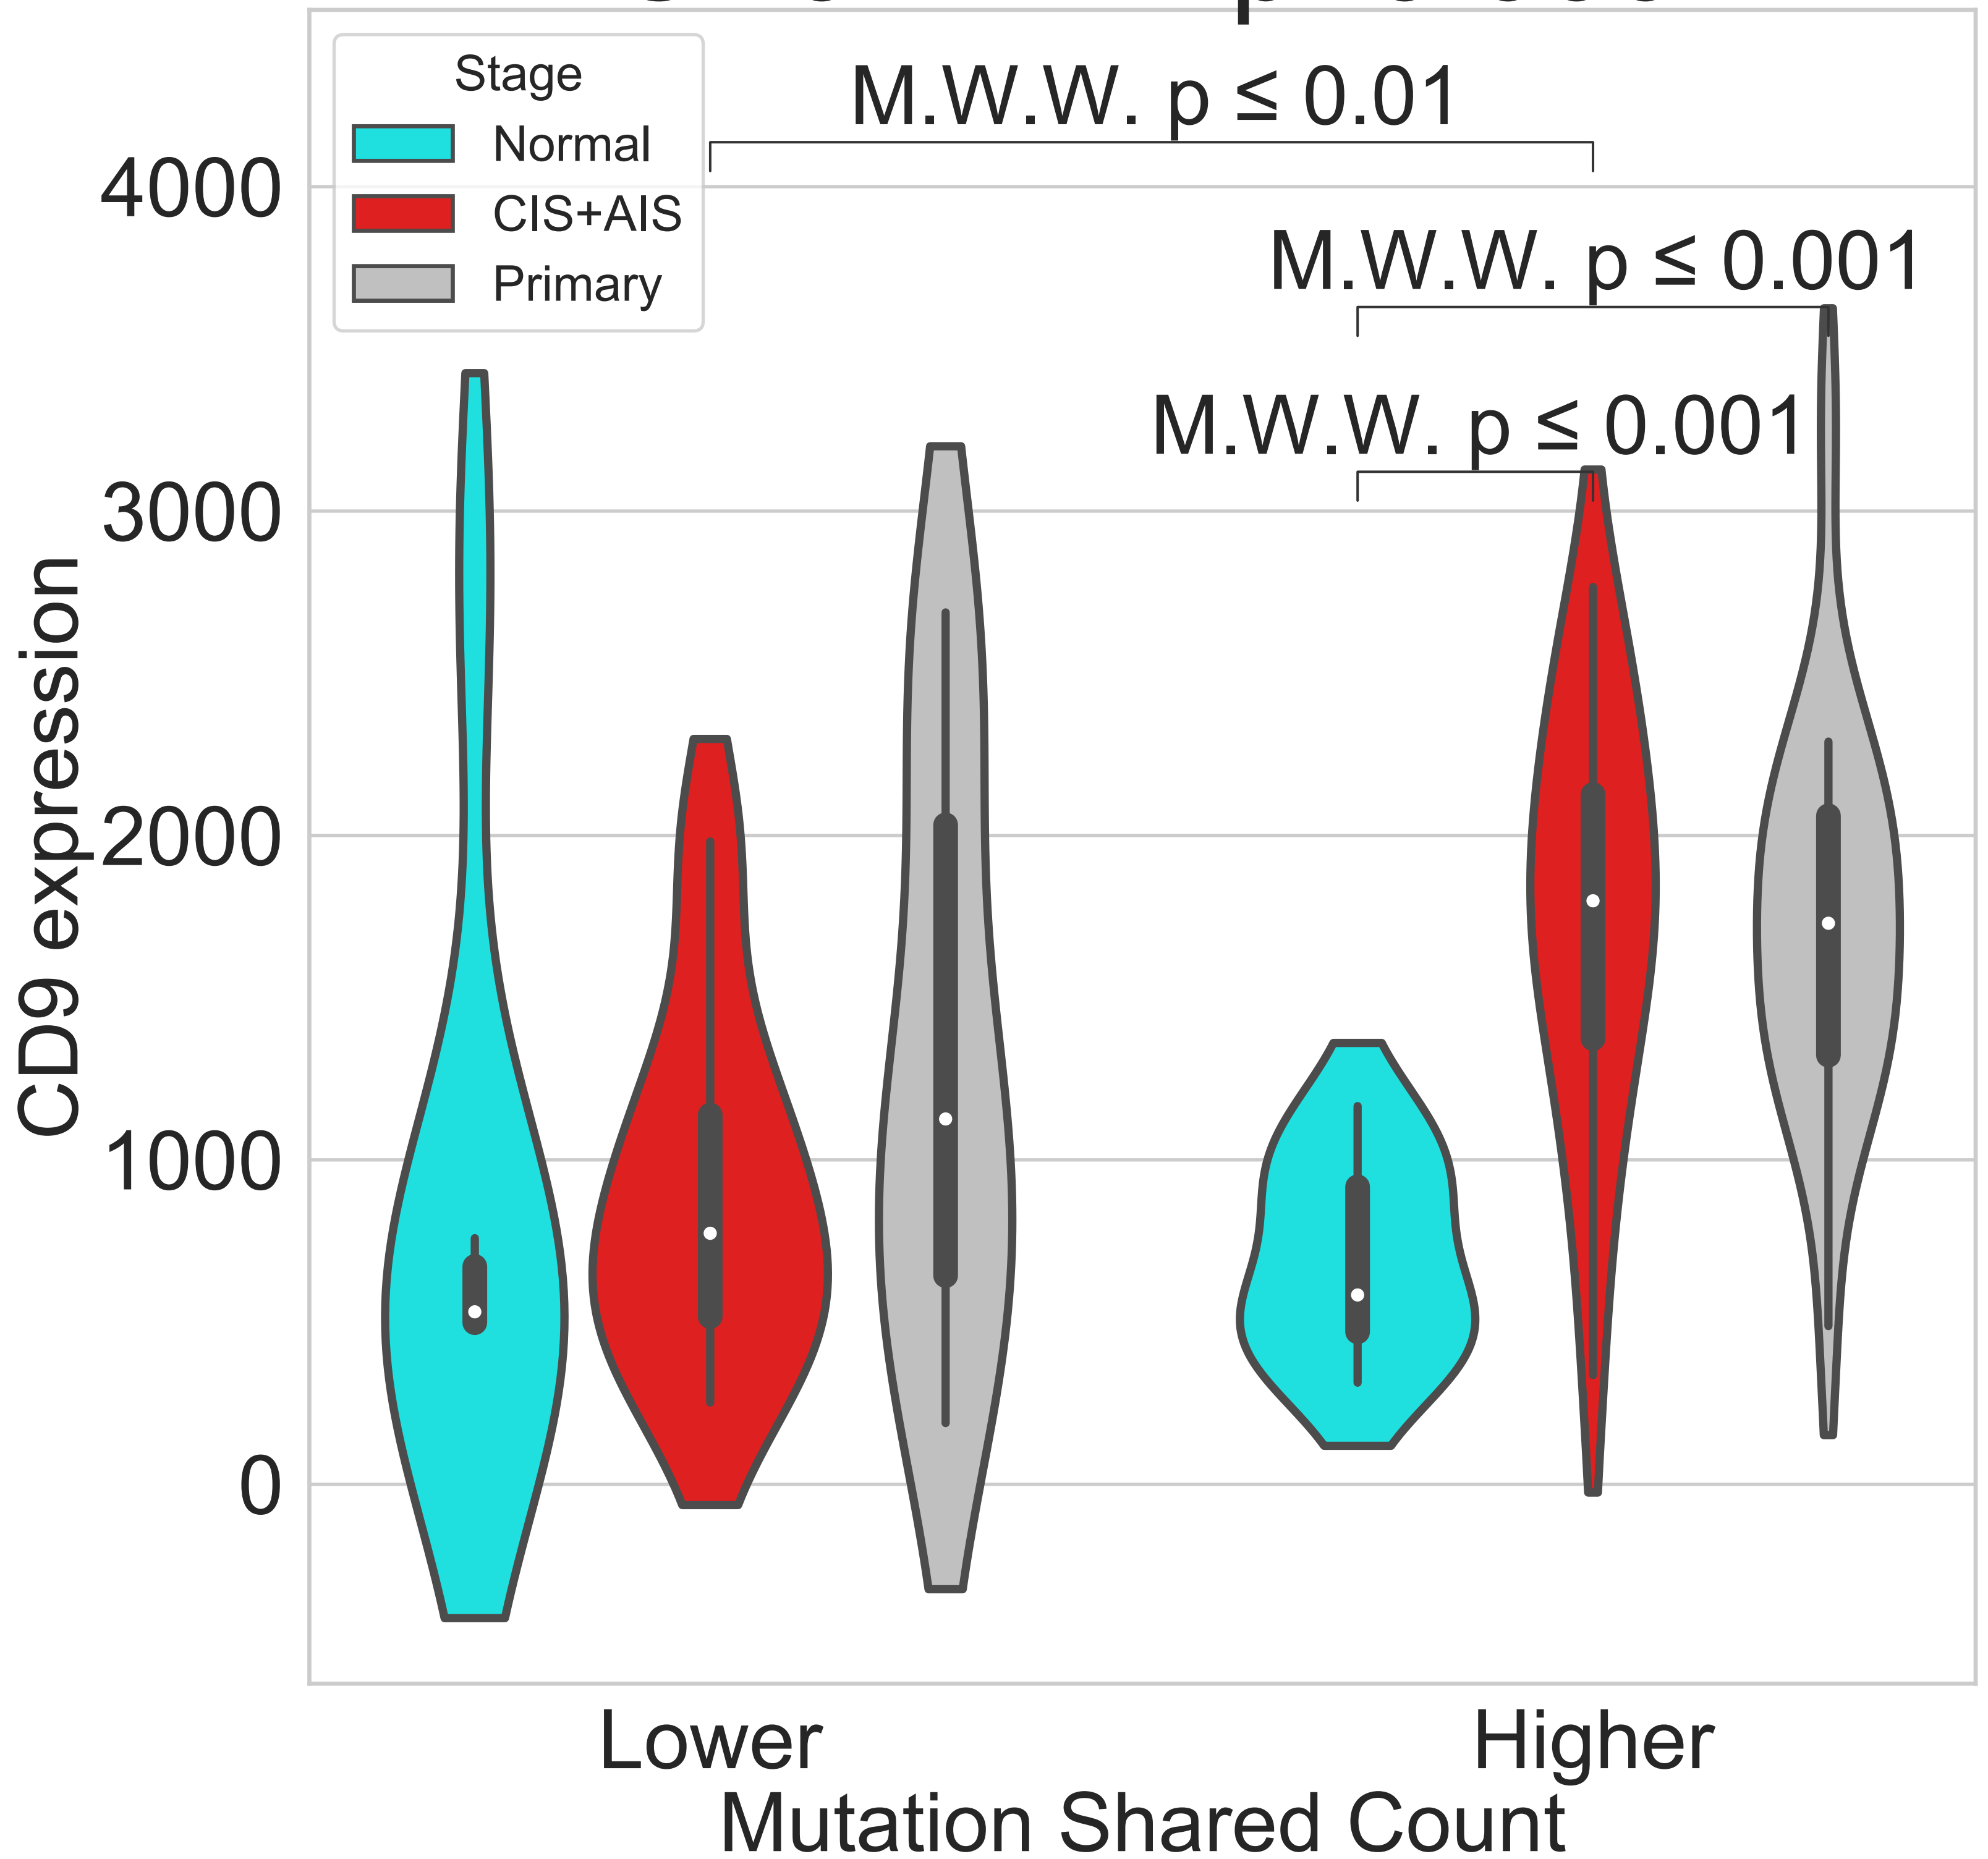 Stage
Normal
CIS+AIS
Primary
M.W.W. p ≤ 0.01
M.W.W. p ≤ 0.001
M.W.W. p ≤ 0.001
4000
3000
2000
1000
0
CD9 expression
Lower
Higher
Mutation Shared Count